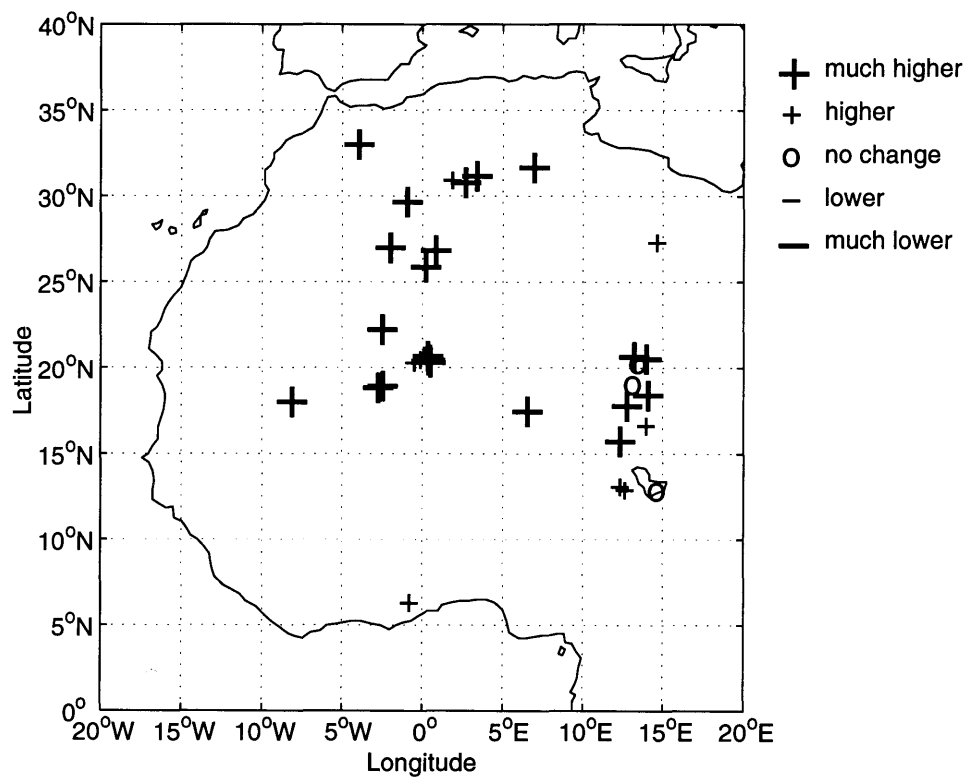 40°N
35°N
30°N
25°N
20°N
15°N
10°N
5°N
0°
20°W 15°W 10°W 5°W 0° 5°E 10°E 15°E 20°E
Latitude
Longitude
much higher
higher
no change
lower
much lower